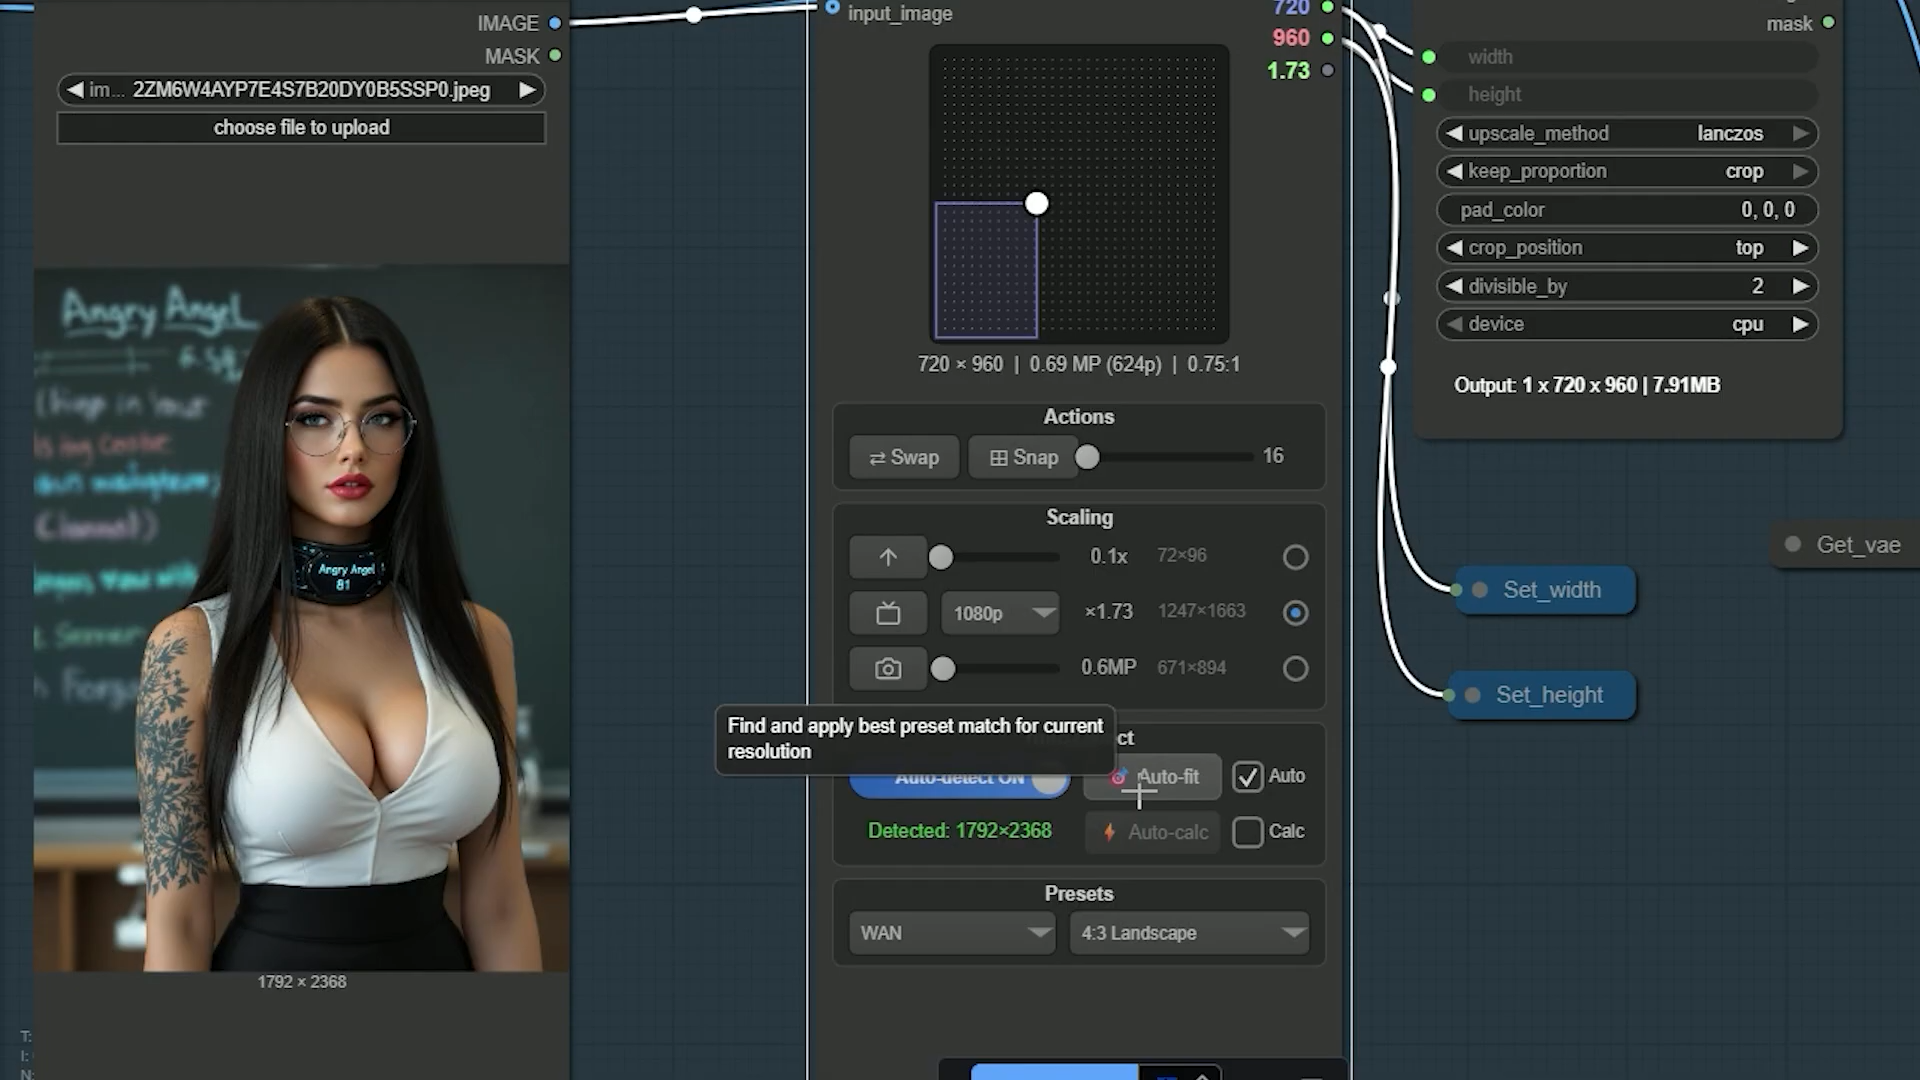 IMAGE
MASK
im... 2ZM6W4AYP7E4S7B20DY0B5SSP0.jpeg
choose file to upload
Angry Angel
Angry Angel
81
1792 × 2368
T:
I:
N:
input_image
720
960
1.73
720 × 960 | 0.69 MP (624p) | 0.75:1
Actions
Swap
Snap
16
Scaling
0.1x 72×96
1080p ×1.73 1247×1663
0.6MP 671×894
Find and apply best preset match for current
resolution
ct
Auto-detect ON
Auto-fit
Auto
Detected: 1792×2368
Auto-calc
Calc
Presets
WAN
4:3 Landscape
mask
width
height
upscale_method lanczos
keep_proportion crop
pad_color 0, 0, 0
crop_position top
divisible_by 2
device cpu
Output: 1 x 720 x 960 | 7.91MB
Get_vae
Set_width
Set_height